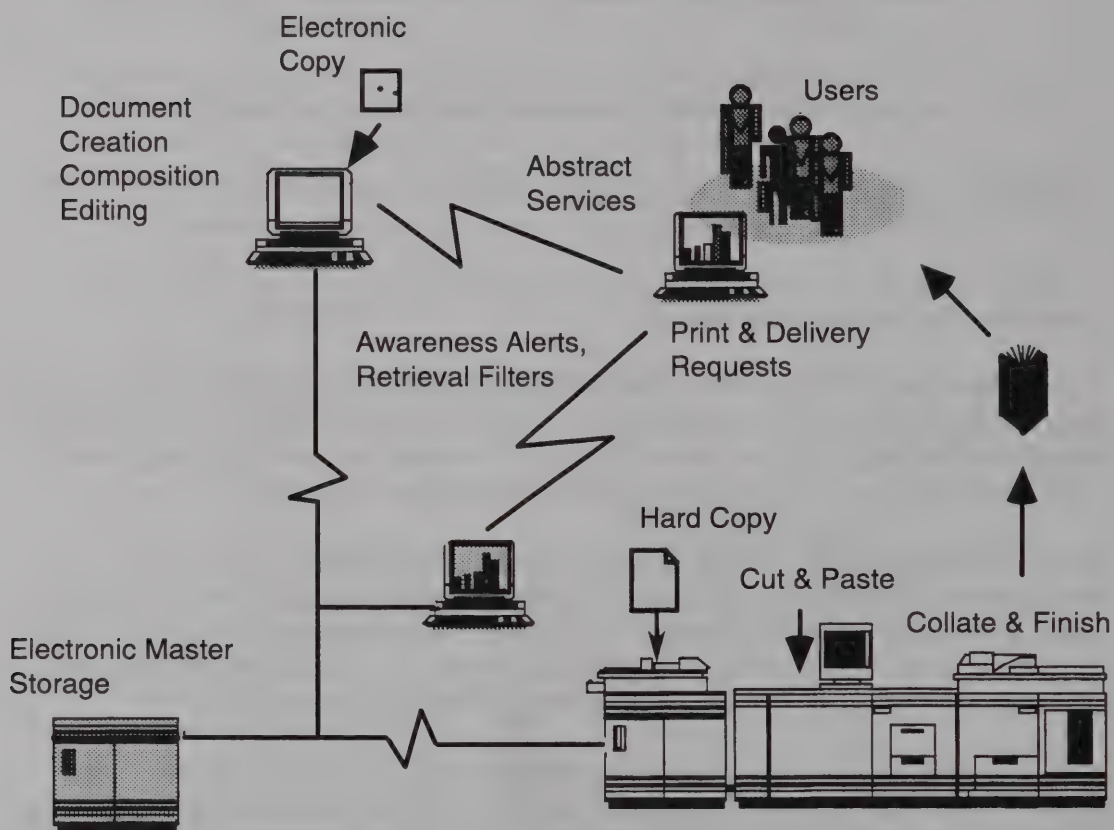 Electronic
Copy
Document
Creation
Composition
Editing
Users
Abstract
Services
Awareness Alerts,
Retrieval Filters
Print & Delivery
Requests
Hard Copy
Cut & Paste
Collate & Finish
Electronic Master
Storage